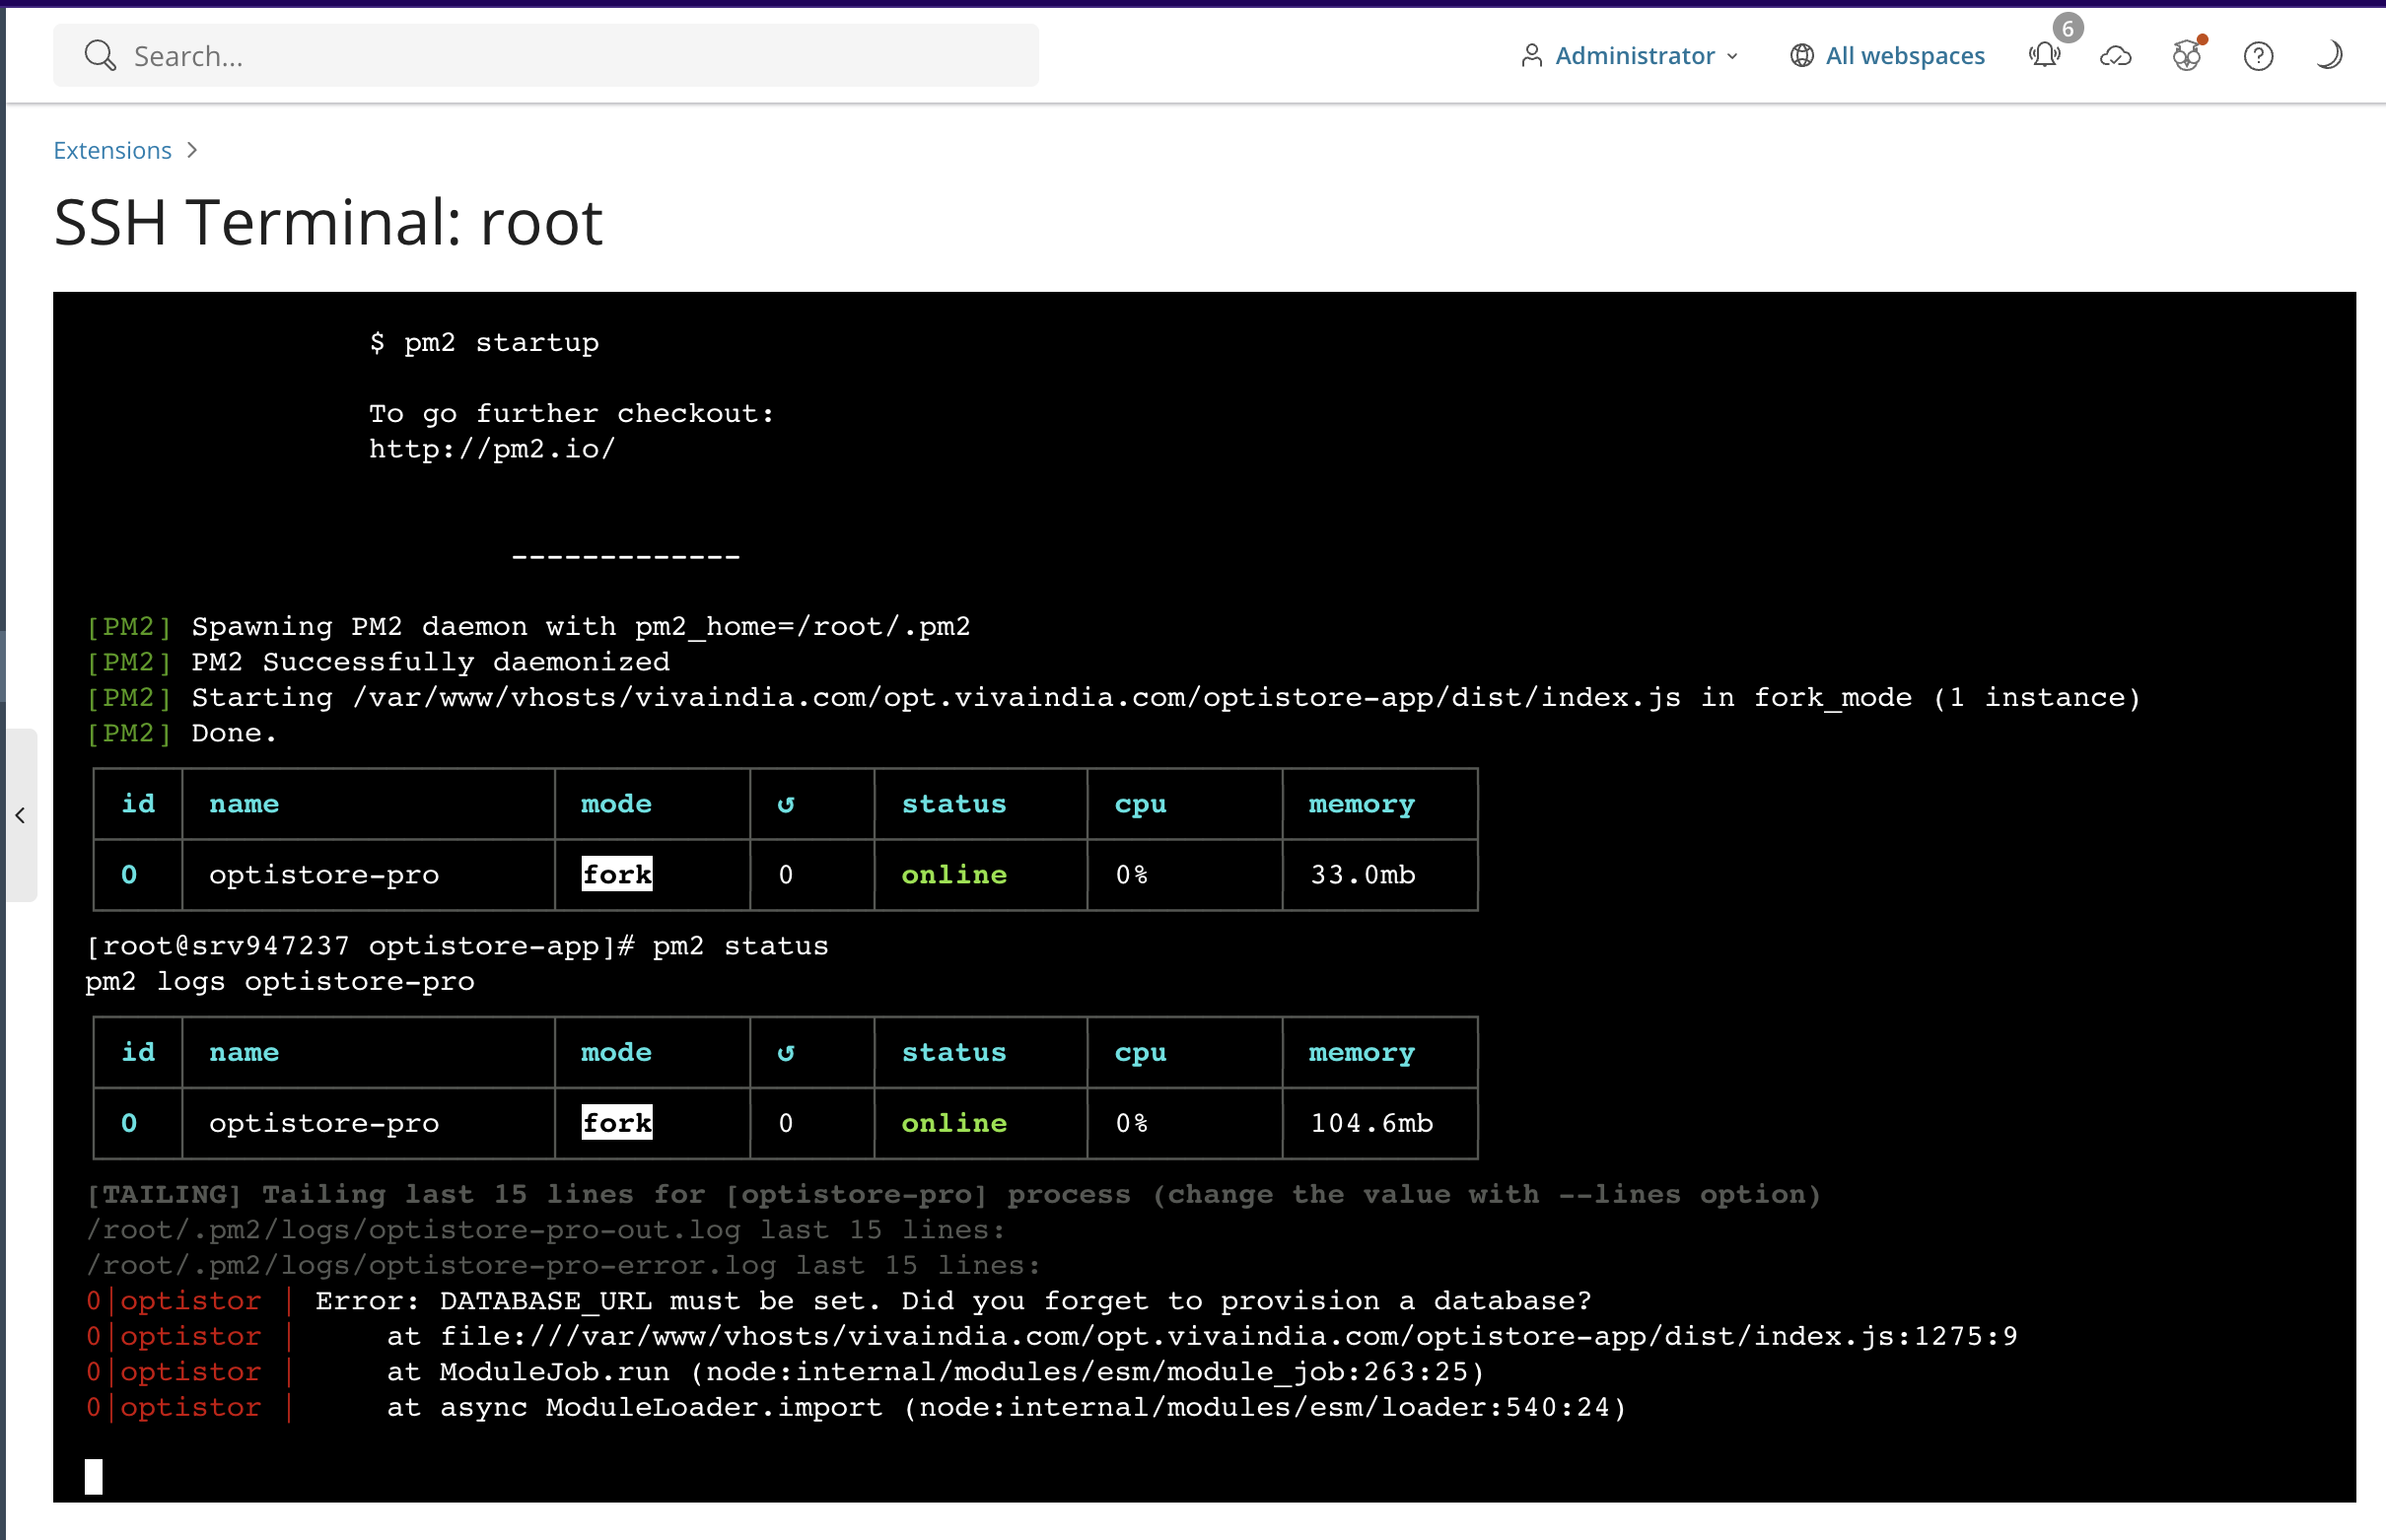 Search...
Administrator
All webspaces
6
Extensions >
SSH Terminal: root
$ pm2 startup
To go further checkout:
http://pm2.io/
-------------
[PM2] Spawning PM2 daemon with pm2_home=/root/.pm2
[PM2] PM2 Successfully daemonized
[PM2] Starting /var/www/vhosts/vivaindia.com/opt.vivaindia.com/optistore-app/dist/index.js in fork_mode (1 instance)
[PM2] Done.
id name mode ↺ status cpu memory
0 optistore-pro fork 0 online 0% 33.0mb
[root@srv947237 optistore-app]# pm2 status
pm2 logs optistore-pro
id name mode ↺ status cpu memory
0 optistore-pro fork 0 online 0% 104.6mb
[TAILING] Tailing last 15 lines for [optistore-pro] process (change the value with --lines option)
/root/.pm2/logs/optistore-pro-out.log last 15 lines:
/root/.pm2/logs/optistore-pro-error.log last 15 lines:
0|optistor | Error: DATABASE_URL must be set. Did you forget to provision a database?
0|optistor |     at file:///var/www/vhosts/vivaindia.com/opt.vivaindia.com/optistore-app/dist/index.js:1275:9
0|optistor |     at ModuleJob.run (node:internal/modules/esm/module_job:263:25)
0|optistor |     at async ModuleLoader.import (node:internal/modules/esm/loader:540:24)